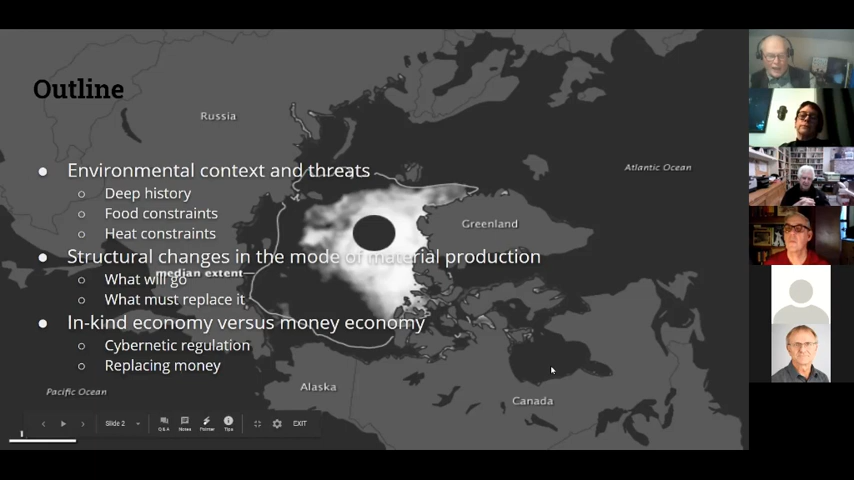 Outline
Russia
Atlantic Ocean
Environmental context and threats
Deep history
Food constraints
Greenland
Heat constraints
Structural changes in the mode of material production
median extent
What will go
What must replace it
In-kind economy versus money economy
Cybernetic regulation
Replacing money
Alaska
Pacific Ocean
Canada
Slide 2
Q & A
Notes
Pointer
Tips
EXIT